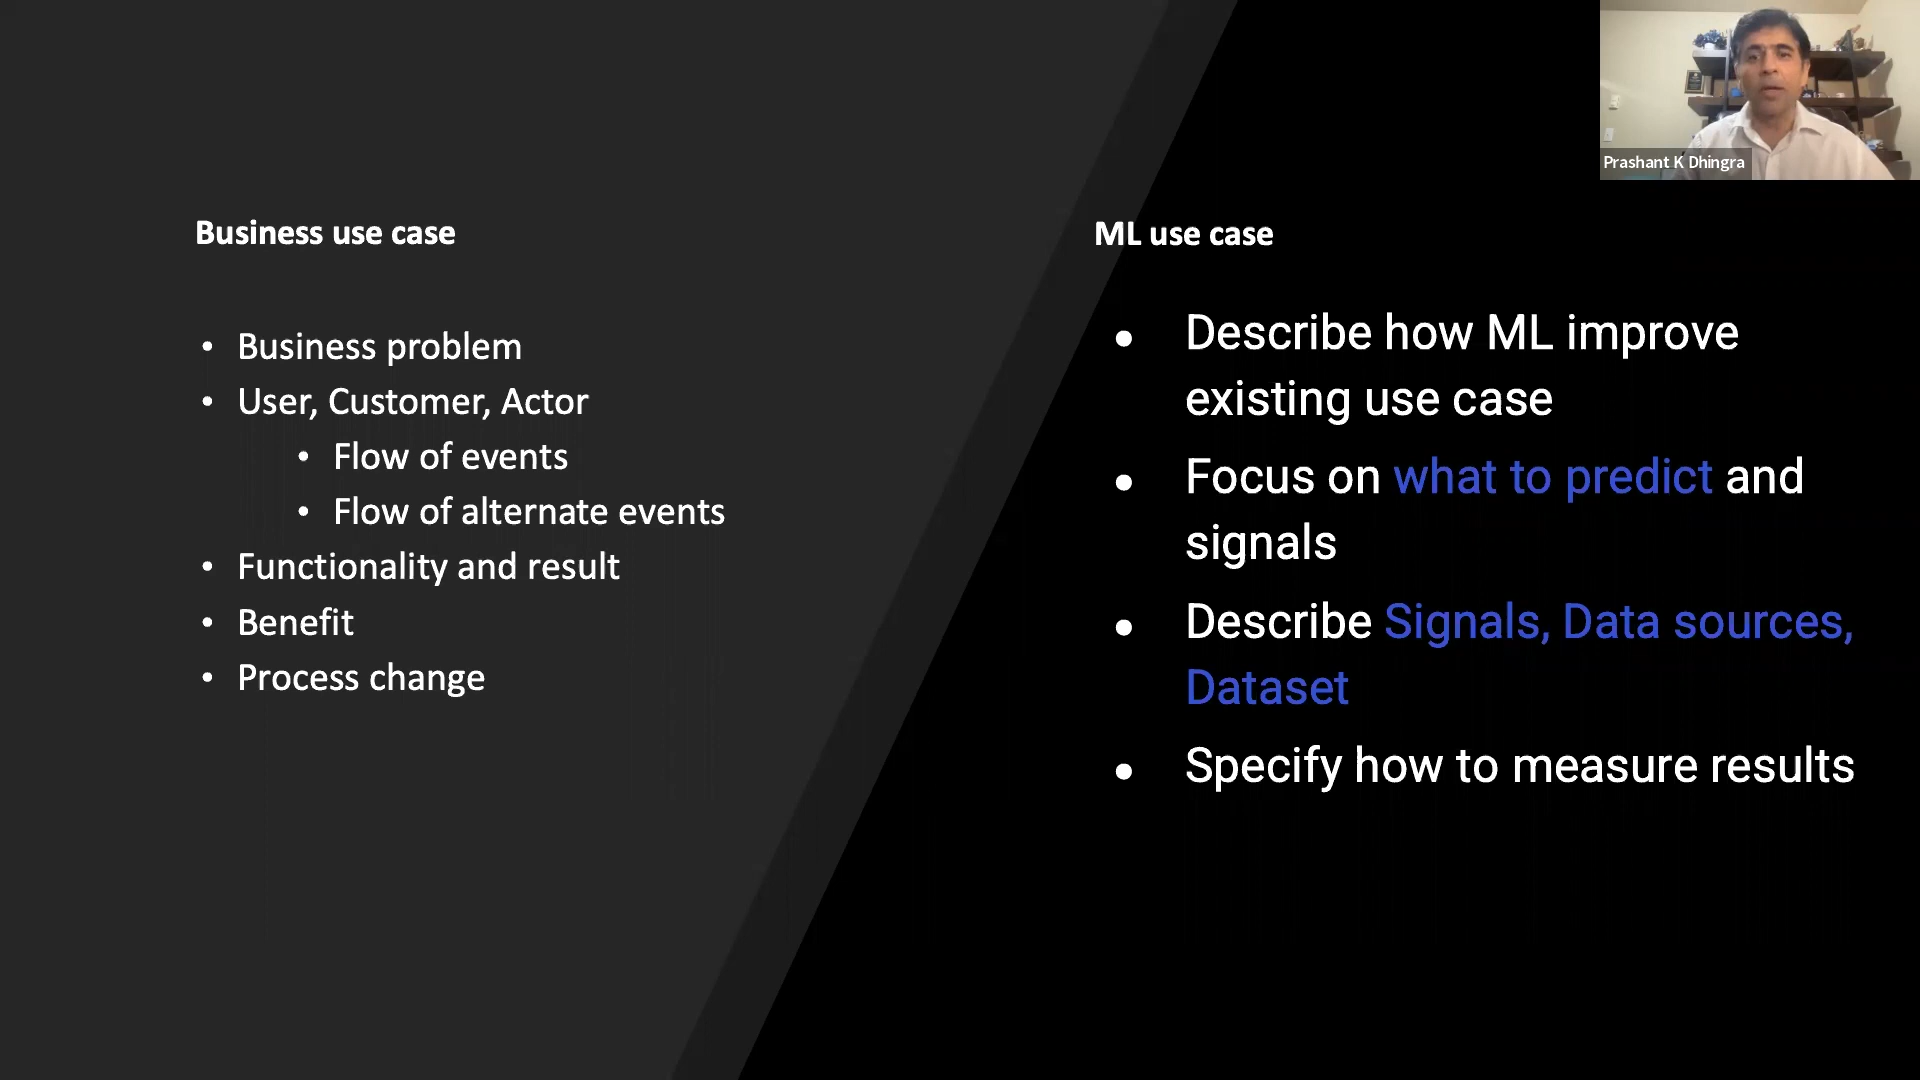 Prashant K Dhingra
Business use case
• Business problem
• User, Customer, Actor
• Flow of events
• Flow of alternate events
• Functionality and result
• Benefit
• Process change
ML use case
• Describe how ML improve
existing use case
• Focus on what to predict and
signals
• Describe Signals, Data sources,
Dataset
• Specify how to measure results